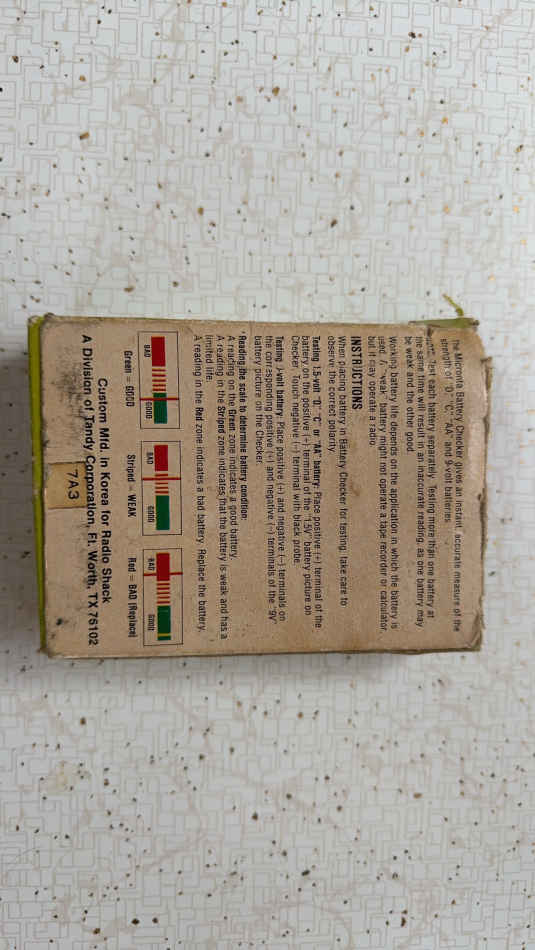 The Micronta Battery Checker gives an instant, accurate measure of the
strength of "D," "C," "AA" and 9-volt batteries.
Test each battery separately. Testing more than one battery at
the same time will result in an inaccurate reading, as one battery may
be weak and the other good.
Working battery life depends on the application in which the battery is
used. A "weak" battery might not operate a tape recorder or calculator,
but it may operate a radio.
INSTRUCTIONS
When placing battery in Battery Checker for testing, take care to
observe the correct polarity.
Testing 1.5-volt "D" "C" or "AA" battery: Place positive (+) terminal of the
battery on the positive (+) terminal of the "1.5V" battery picture on
Checker. Touch negative (−) terminal with black probe.
Testing 9-volt battery: Place positive (+) and negative (−) terminals on
the corresponding positive (+) and negative (−) terminals of the "9V"
battery picture on the Checker.
Reading the scale to determine battery condition:
A reading on the Green zone indicates a good battery.
A reading in the Striped zone indicates that the battery is weak and has a
limited life.
A reading in the Red zone indicates a bad battery. Replace the battery.
BAD GOOD BAD GOOD BAD GOOD
Green = GOOD Striped = WEAK Red = BAD (Replace)
Custom Mfd. in Korea for Radio Shack
A Division of Tandy Corporation, Ft. Worth, TX 76102
7A3